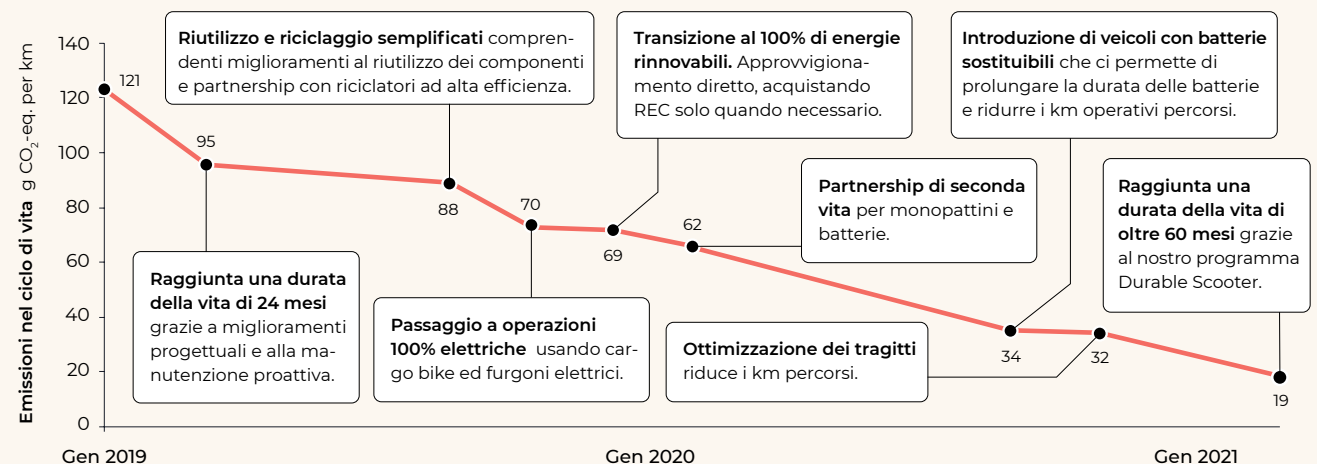 Emissioni nel ciclo di vita g CO₂-eq. per km
140
120
100
80
60
40
20
0
Gen 2019
Gen 2020
Gen 2021
121
95
Raggiunta una durata
della vita di 24 mesi
grazie a miglioramenti
progettuali e alla ma-
nutenzione proattiva.
Riutilizzo e riciclaggio semplificati compren-
denti miglioramenti al riutilizzo dei componenti
e partnership con riciclatori ad alta efficienza.
88
70
Passaggio a operazioni
100% elettriche usando car-
go bike ed furgoni elettrici.
Transizione al 100% di energie
rinnovabili. Approvvigiona-
mento diretto, acquistando
REC solo quando necessario.
69
62
Partnership di seconda
vita per monopattini e
batterie.
Introduzione di veicoli con batterie
sostituibili che ci permette di
prolungare la durata delle batterie
e ridurre i km operativi percorsi.
34
Ottimizzazione dei tragitti
riduce i km percorsi.
32
Raggiunta una
durata della vita di
oltre 60 mesi grazie
al nostro programma
Durable Scooter.
19